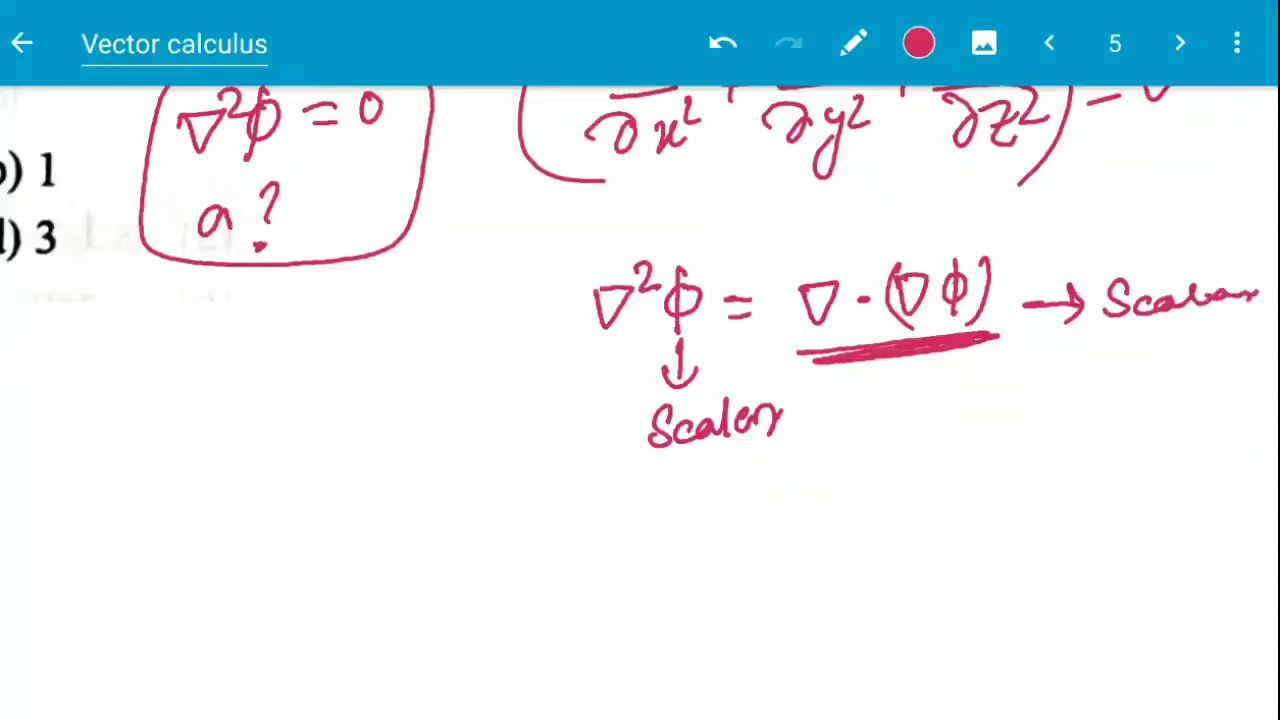 Vector calculus
5
∇²ϕ = 0
a ?
∂x² ∂y² ∂z²
) 1
) 3
∇²ϕ = ∇ · (∇ϕ) → Scalar
↓
Scalar